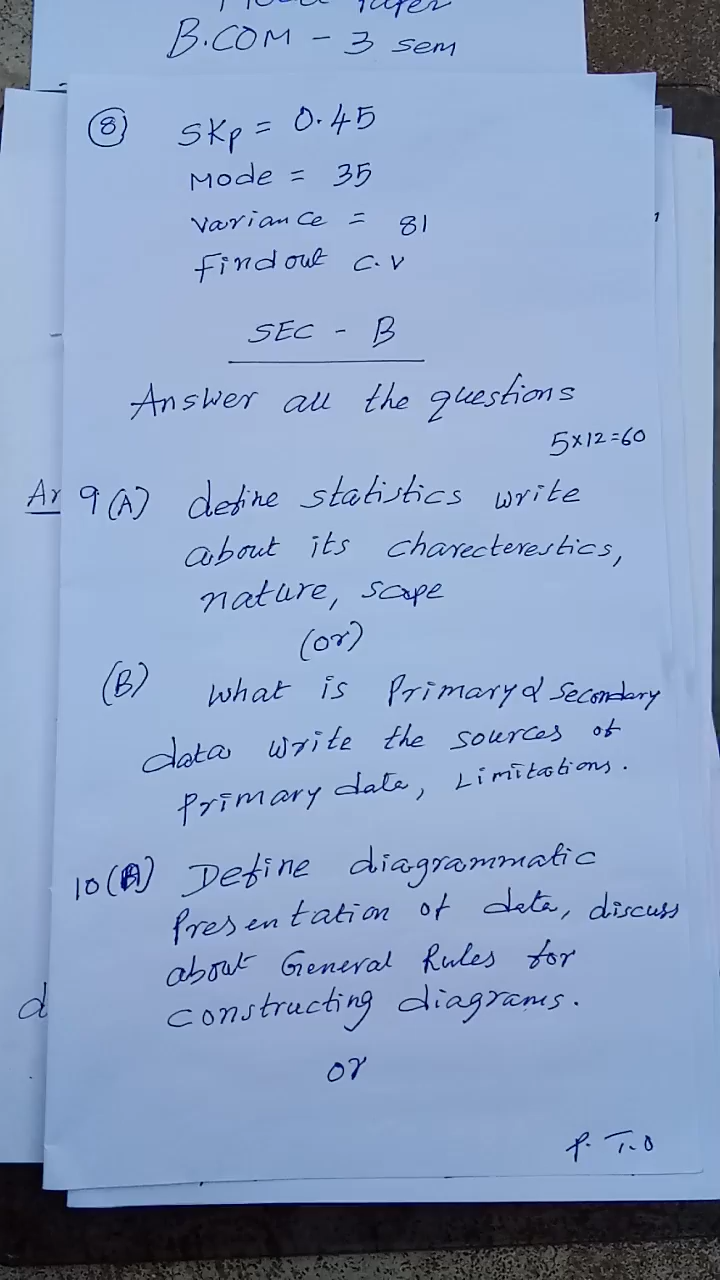 B.COM - 3 sem
8 SKp = 0.45
Mode = 35
Variance = 81
Find out C.V
SEC - B
Answer all the questions
5×12=60
9 (A) define statistics write
about its charecterestics,
nature, scope
(or)
(B) What is Primary & Secondary
data write the sources of
Primary data, Limitations.
10 (A) Define diagrammatic
Presentation of data, discuss
about General Rules for
constructing diagrams.
or
P.T.O